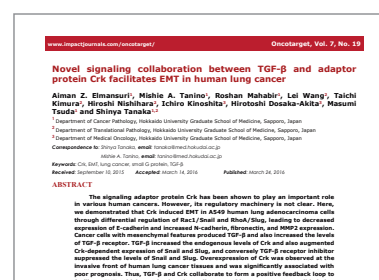 www.impactjournals.com/oncotarget/ Oncotarget, Vol. 7, No. 19
Novel signaling collaboration between TGF-β and adaptor
protein Crk facilitates EMT in human lung cancer
Aiman Z. Elmansuri¹, Mishie A. Tanino¹, Roshan Mahabir¹, Lei Wang², Taichi
Kimura², Hiroshi Nishihara², Ichiro Kinoshita³, Hirotoshi Dosaka-Akita³, Masumi
Tsuda¹ and Shinya Tanaka¹,²
¹ Department of Cancer Pathology, Hokkaido University Graduate School of Medicine, Sapporo, Japan
² Department of Translational Pathology, Hokkaido University Graduate School of Medicine, Sapporo, Japan
³ Department of Medical Oncology, Hokkaido University Graduate School of Medicine, Sapporo, Japan
Correspondence to: Shinya Tanaka, email: tanaka@med.hokudai.ac.jp
Mishie A. Tanino, email: tanino@med.hokudai.ac.jp
Keywords: Crk, EMT, lung cancer, small G-protein, TGF-β
Received: September 10, 2015 Accepted: March 14, 2016 Published: March 26, 2016
ABSTRACT
The signaling adaptor protein Crk has been shown to play an important role
in various human cancers. However, its regulatory machinery is not clear. Here,
we demonstrated that Crk induced EMT in A549 human lung adenocarcinoma cells
through differential regulation of Rac1/Snail and RhoA/Slug, leading to decreased
expression of E-cadherin and increased N-cadherin, fibronectin, and MMP2 expression.
Cancer cells with mesenchymal features produced TGF-β and also increased the levels
of TGF-β receptor. TGF-β increased the endogenous levels of Crk and also augmented
Crk-dependent expression of Snail and Slug, and conversely TGF-β receptor inhibitor
suppressed the levels of Snail and Slug. Overexpression of Crk was observed at the
invasive front of human lung cancer tissues and was significantly associated with
poor prognosis. Thus, TGF-β and Crk collaborate to form a positive feedback loop to